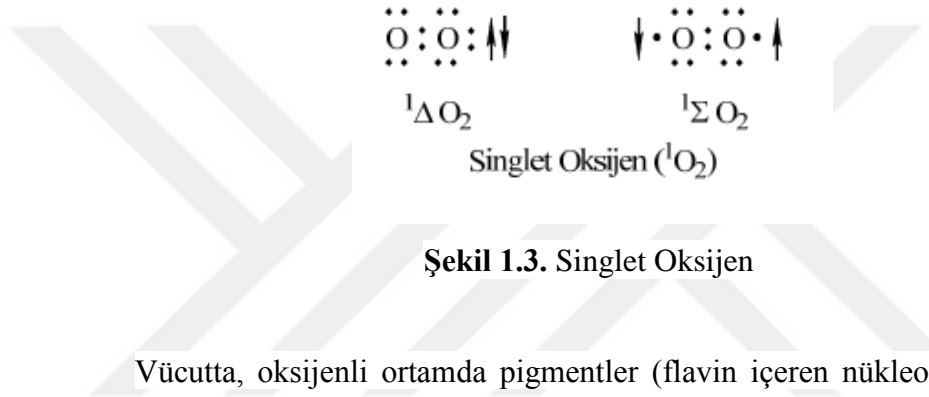 O : O : ↑↓ ↓ · O : O · ↑
¹Δ O₂ ¹Σ O₂
Singlet Oksijen (¹O₂)
Şekil 1.3. Singlet Oksijen
Vücutta, oksijenli ortamda pigmentler (flavin içeren nükleo